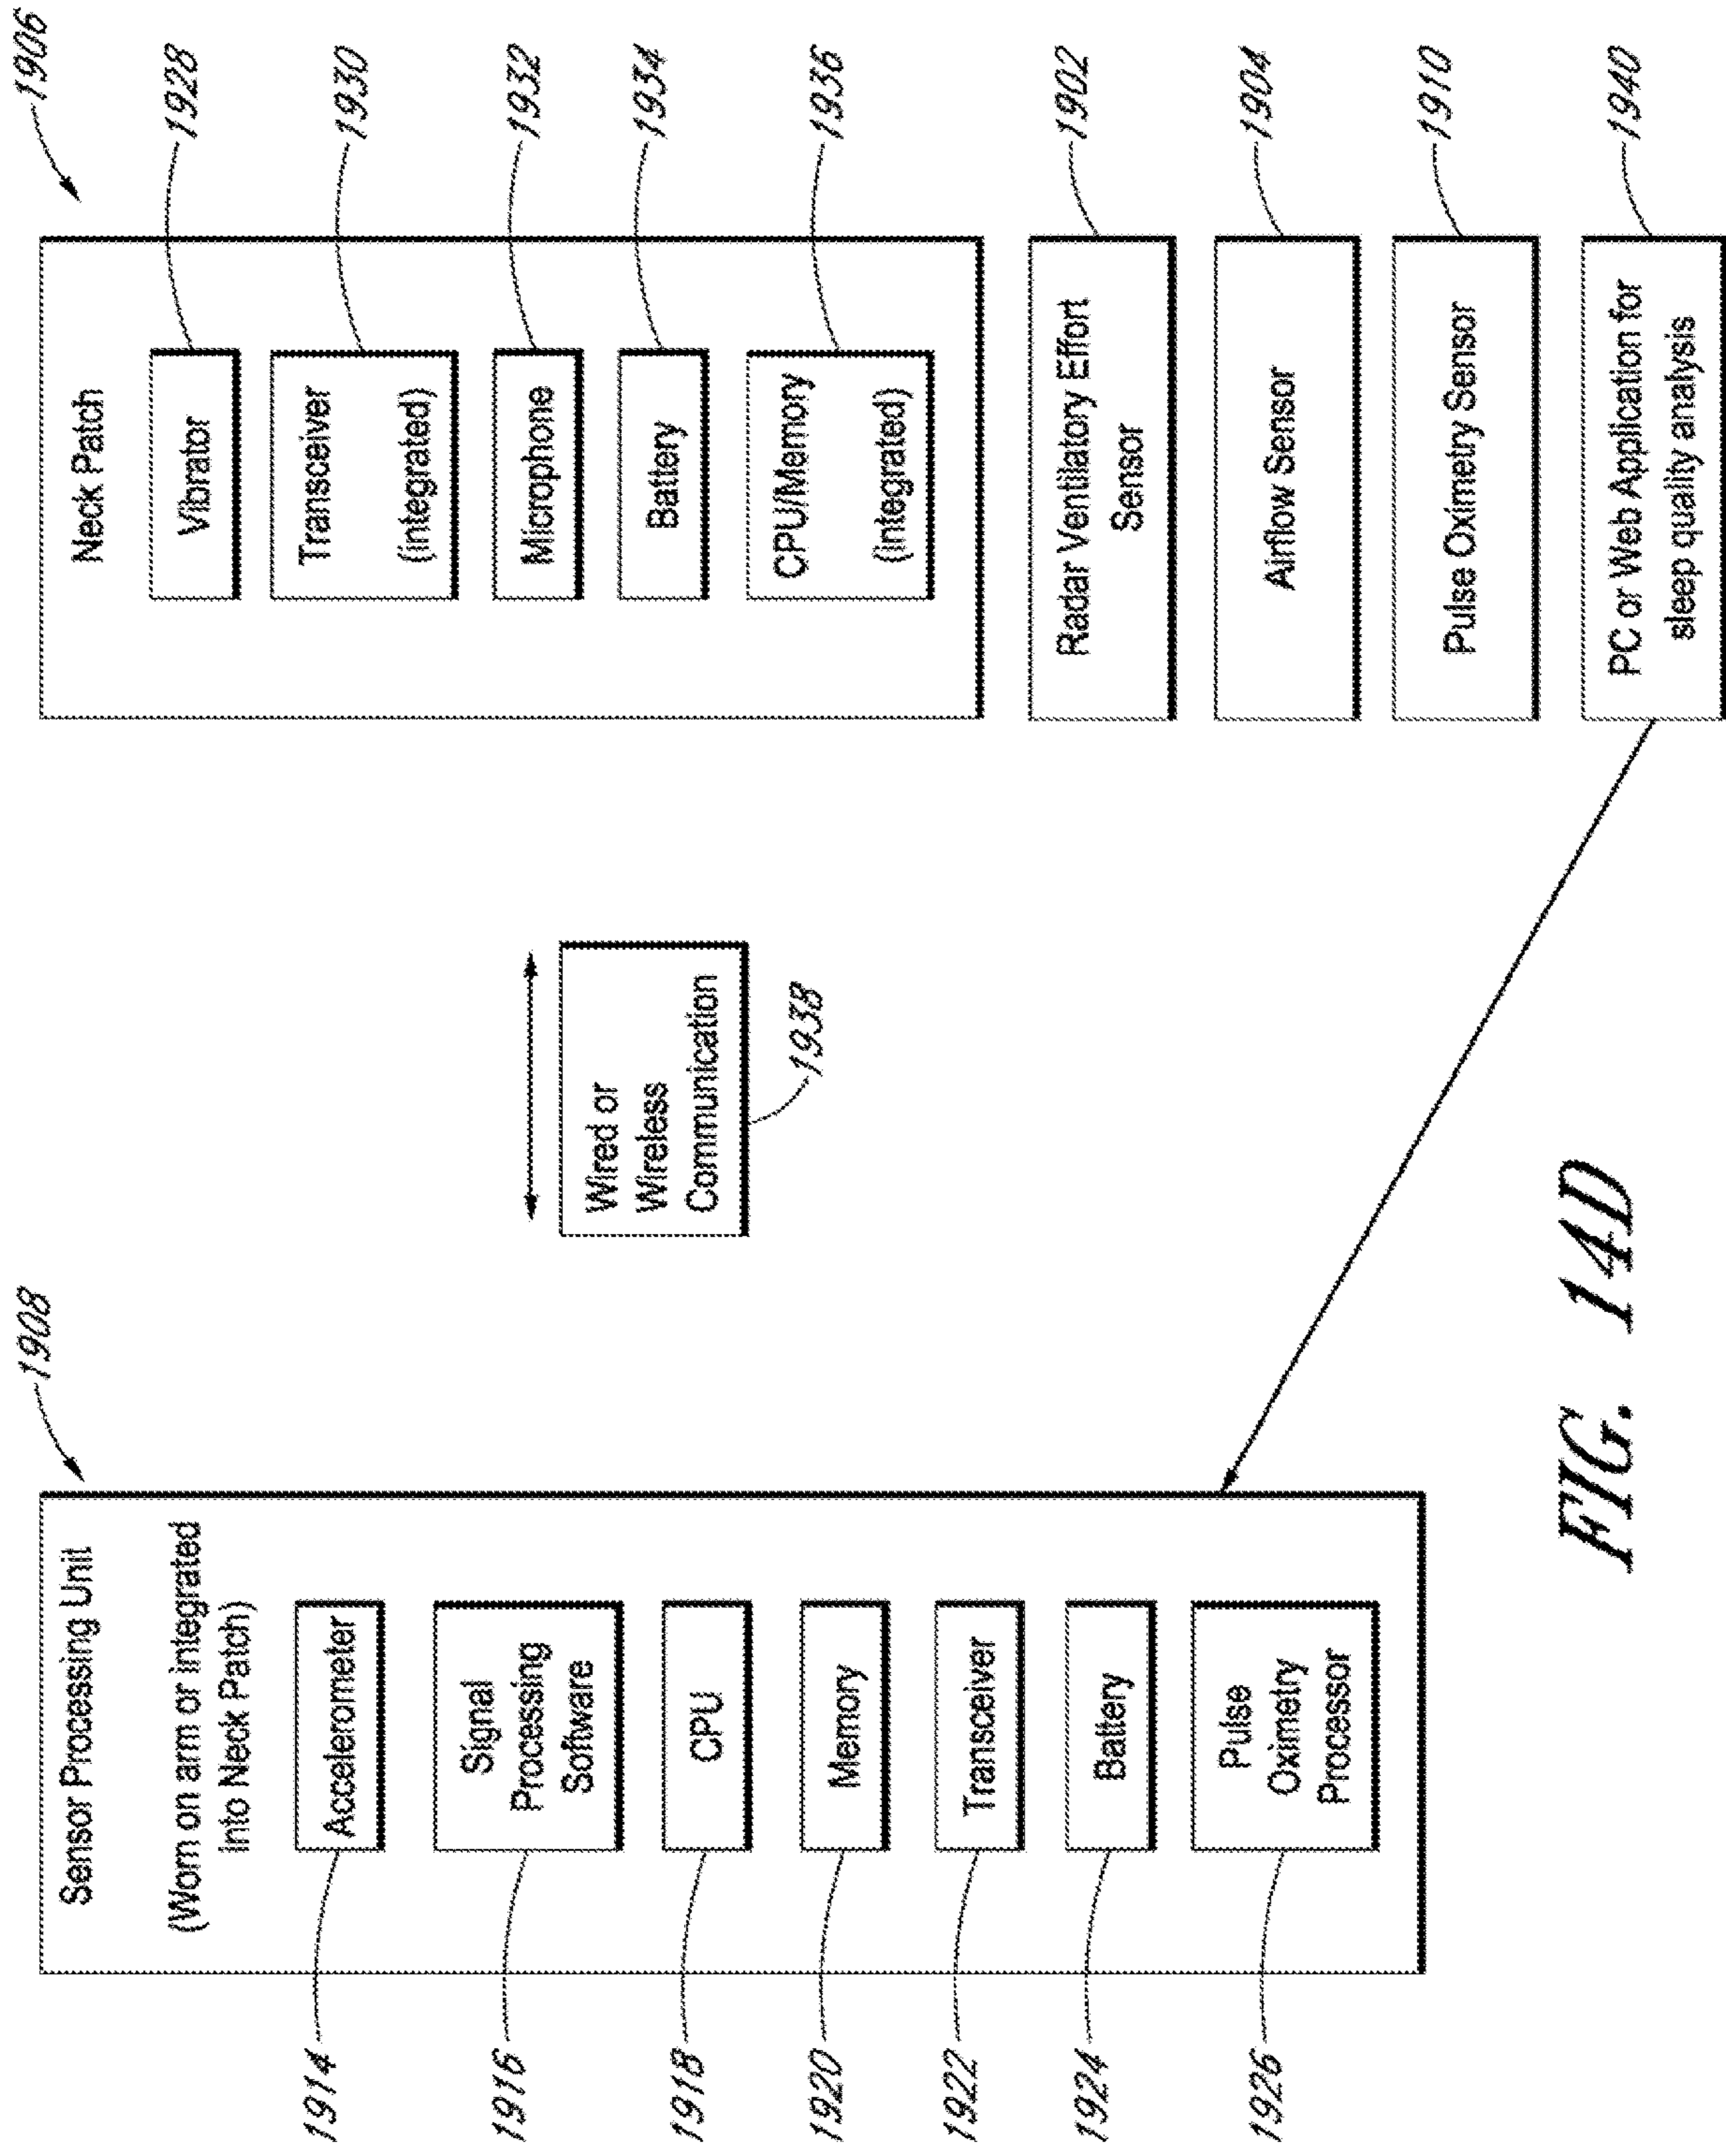 1908
Sensor Processing Unit
(Worn on arm or integrated
into Neck Patch)
1914
Accelerometer
1916
Signal
Processing
Software
1918
CPU
1920
Memory
1922
Transceiver
1924
Battery
1926
Pulse
Oximetry
Processor
Wired or
Wireless
Communication
1938
1906
Neck Patch
Vibrator
1928
Transceiver
(integrated)
1930
Microphone
1932
Battery
1934
CPU/Memory
(integrated)
1936
Radar Ventilatory Effort
Sensor
1902
Airflow Sensor
1904
Pulse Oximetry Sensor
1910
PC or Web Application for
sleep quality analysis
1940
FIG. 14D